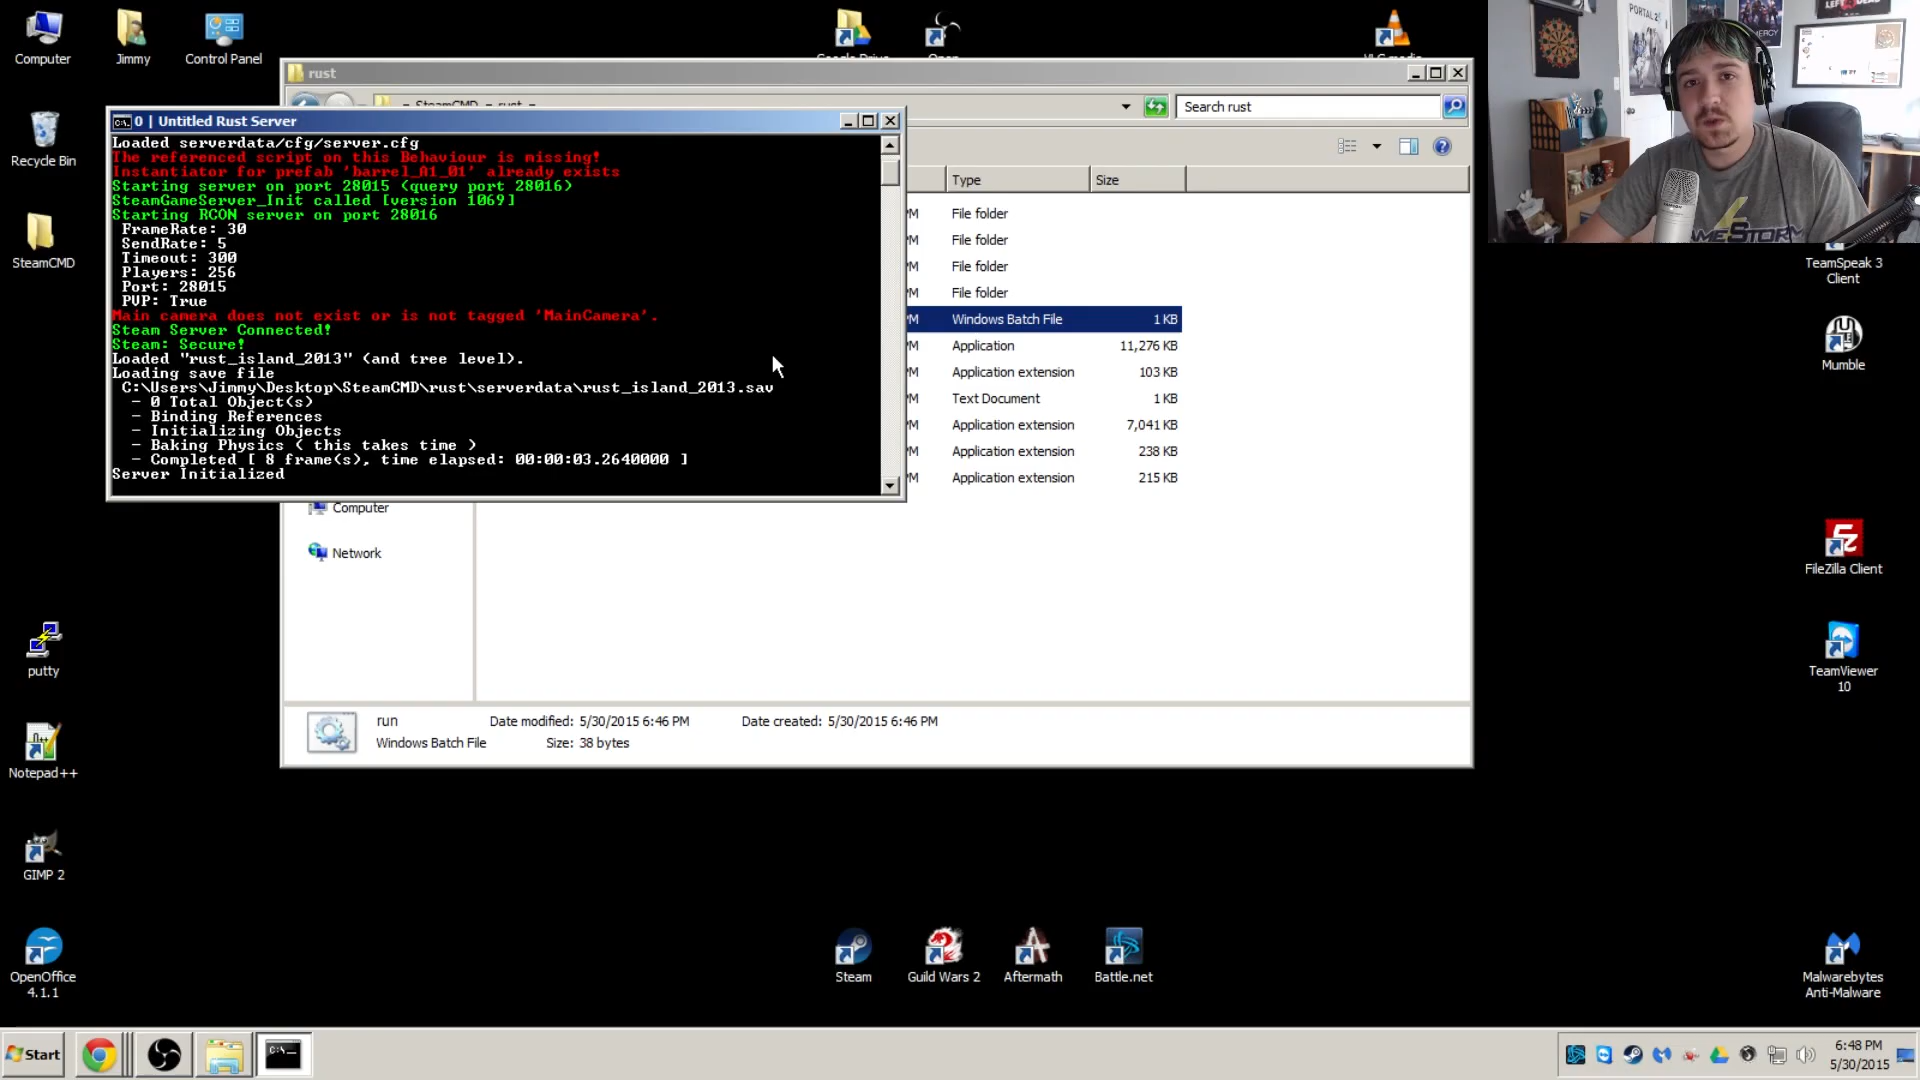 Computer
Jimmy
Control Panel
Recycle Bin
SteamCMD
putty
Notepad++
GIMP 2
OpenOffice
4.1.1
rust
Search rust
0 | Untitled Rust Server
Loaded serverdata/cfg/server.cfg
The referenced script on this Behaviour is missing!
Instantiator for prefab 'barrel_A1_01' already exists
Starting server on port 28015 (query port 28016)
SteamGameServer_Init called [version 1069]
Starting RCON server on port 28016
FrameRate: 30
SendRate: 5
Timeout: 300
Players: 256
Port: 28015
PVP: True
Main camera does not exist or is not tagged 'MainCamera'.
Steam Server Connected!
Steam: Secure!
Loaded "rust_island_2013" (and tree level).
Loading save file
C:\Users\Jimmy\Desktop\SteamCMD\rust\serverdata\rust_island_2013.sav
- 0 Total Object(s)
- Binding References
- Initializing Objects
- Baking Physics ( this takes time )
- Completed [ 8 frame(s), time elapsed: 00:00:03.2640000 ]
Server Initialized
Type Size
File folder
File folder
File folder
File folder
Windows Batch File 1 KB
Application 11,276 KB
Application extension 103 KB
Text Document 1 KB
Application extension 7,041 KB
Application extension 238 KB
Application extension 215 KB
Computer
Network
run Date modified: 5/30/2015 6:46 PM Date created: 5/30/2015 6:46 PM
Windows Batch File Size: 38 bytes
PORTAL 2
TeamSpeak 3
Client
Mumble
FileZilla Client
TeamViewer
10
Malwarebytes
Anti-Malware
Steam
Guild Wars 2
Aftermath
Battle.net
Start
6:48 PM
5/30/2015